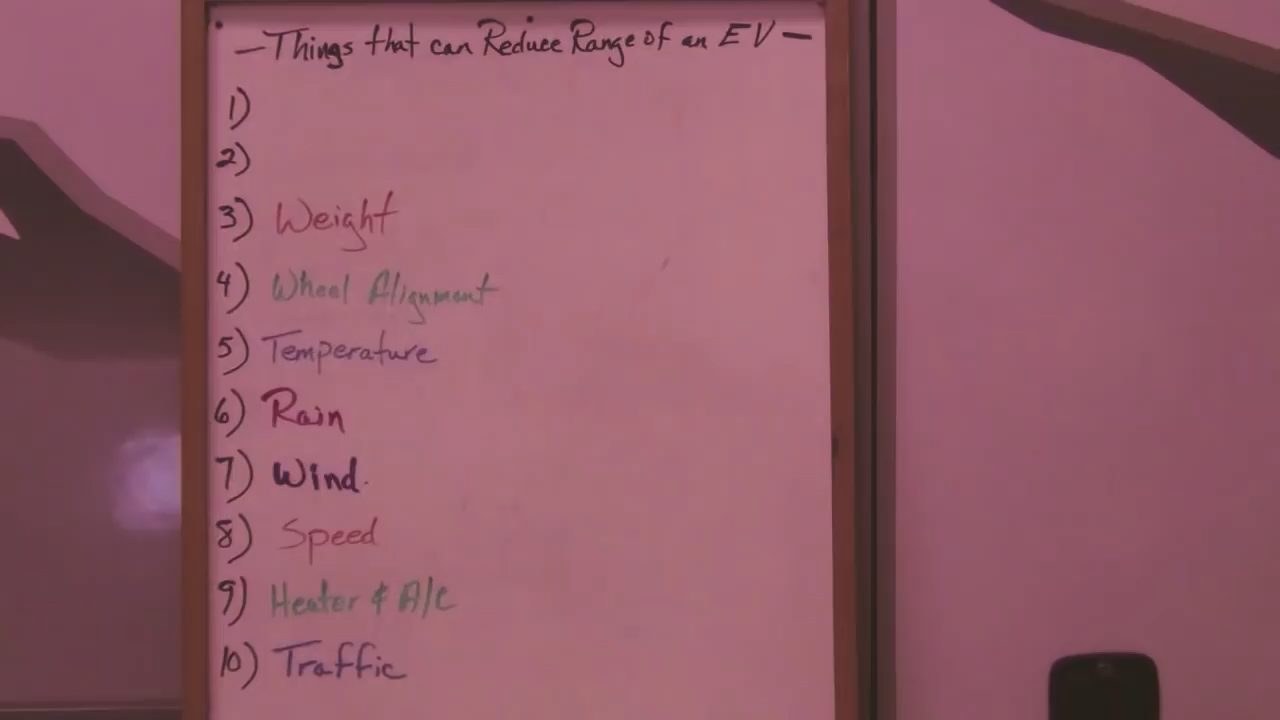 — Things that can Reduce Range of an EV —
1)
2)
3) Weight
4) Wheel Alignment
5) Temperature
6) Rain
7) Wind.
8) Speed
9) Heater & A/C
10) Traffic